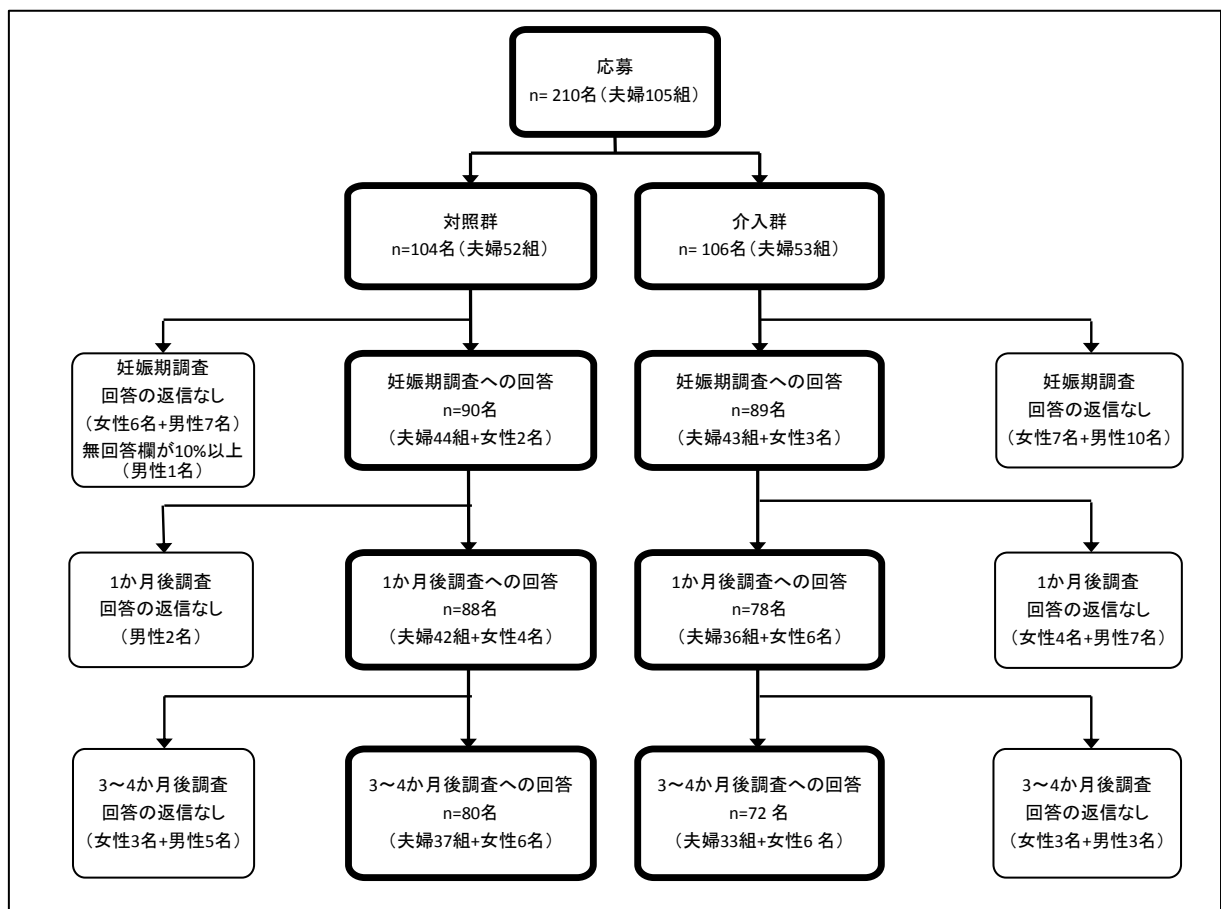 応募
n= 210名(夫婦105組)
対照群
n=104名(夫婦52組)
介入群
n= 106名(夫婦53組)
妊娠期調査
回答の返信なし
(女性6名+男性7名)
無回答欄が10%以上
(男性1名)
妊娠期調査への回答
n=90名
(夫婦44組+女性2名)
妊娠期調査への回答
n=89名
(夫婦43組+女性3名)
妊娠期調査
回答の返信なし
(女性7名+男性10名)
1か月後調査
回答の返信なし
(男性2名)
1か月後調査への回答
n=88名
(夫婦42組+女性4名)
1か月後調査への回答
n=78名
(夫婦36組+女性6名)
1か月後調査
回答の返信なし
(女性4名+男性7名)
3~4か月後調査
回答の返信なし
(女性3名+男性5名)
3~4か月後調査への回答
n=80名
(夫婦37組+女性6名)
3~4か月後調査への回答
n=72 名
(夫婦33組+女性6 名)
3~4か月後調査
回答の返信なし
(女性3名+男性3名)